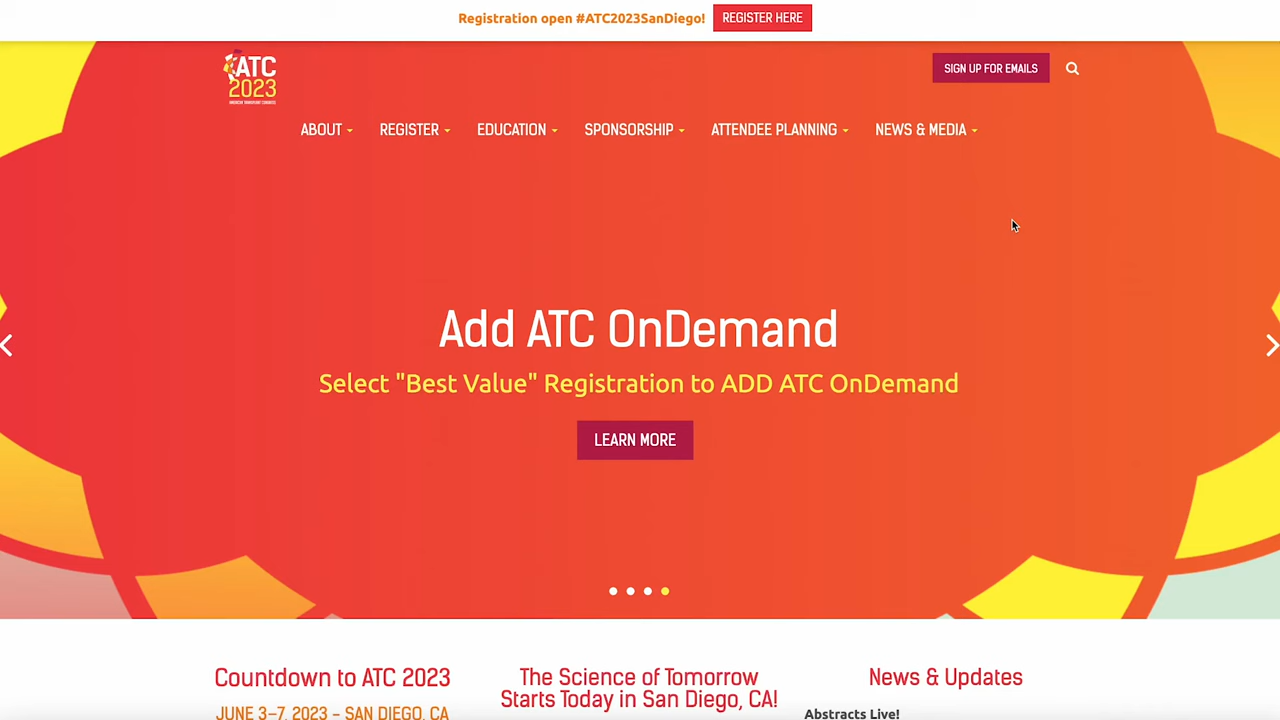 Registration open #ATC2023SanDiego! REGISTER HERE
ATC
2023
AMERICAN TRANSPLANT CONGRESS
SIGN UP FOR EMAILS
ABOUT REGISTER EDUCATION SPONSORSHIP ATTENDEE PLANNING NEWS & MEDIA
Add ATC OnDemand
Select "Best Value" Registration to ADD ATC OnDemand
LEARN MORE
Countdown to ATC 2023
JUNE 3–7, 2023 – SAN DIEGO, CA
The Science of Tomorrow
Starts Today in San Diego, CA!
News & Updates
Abstracts Live!